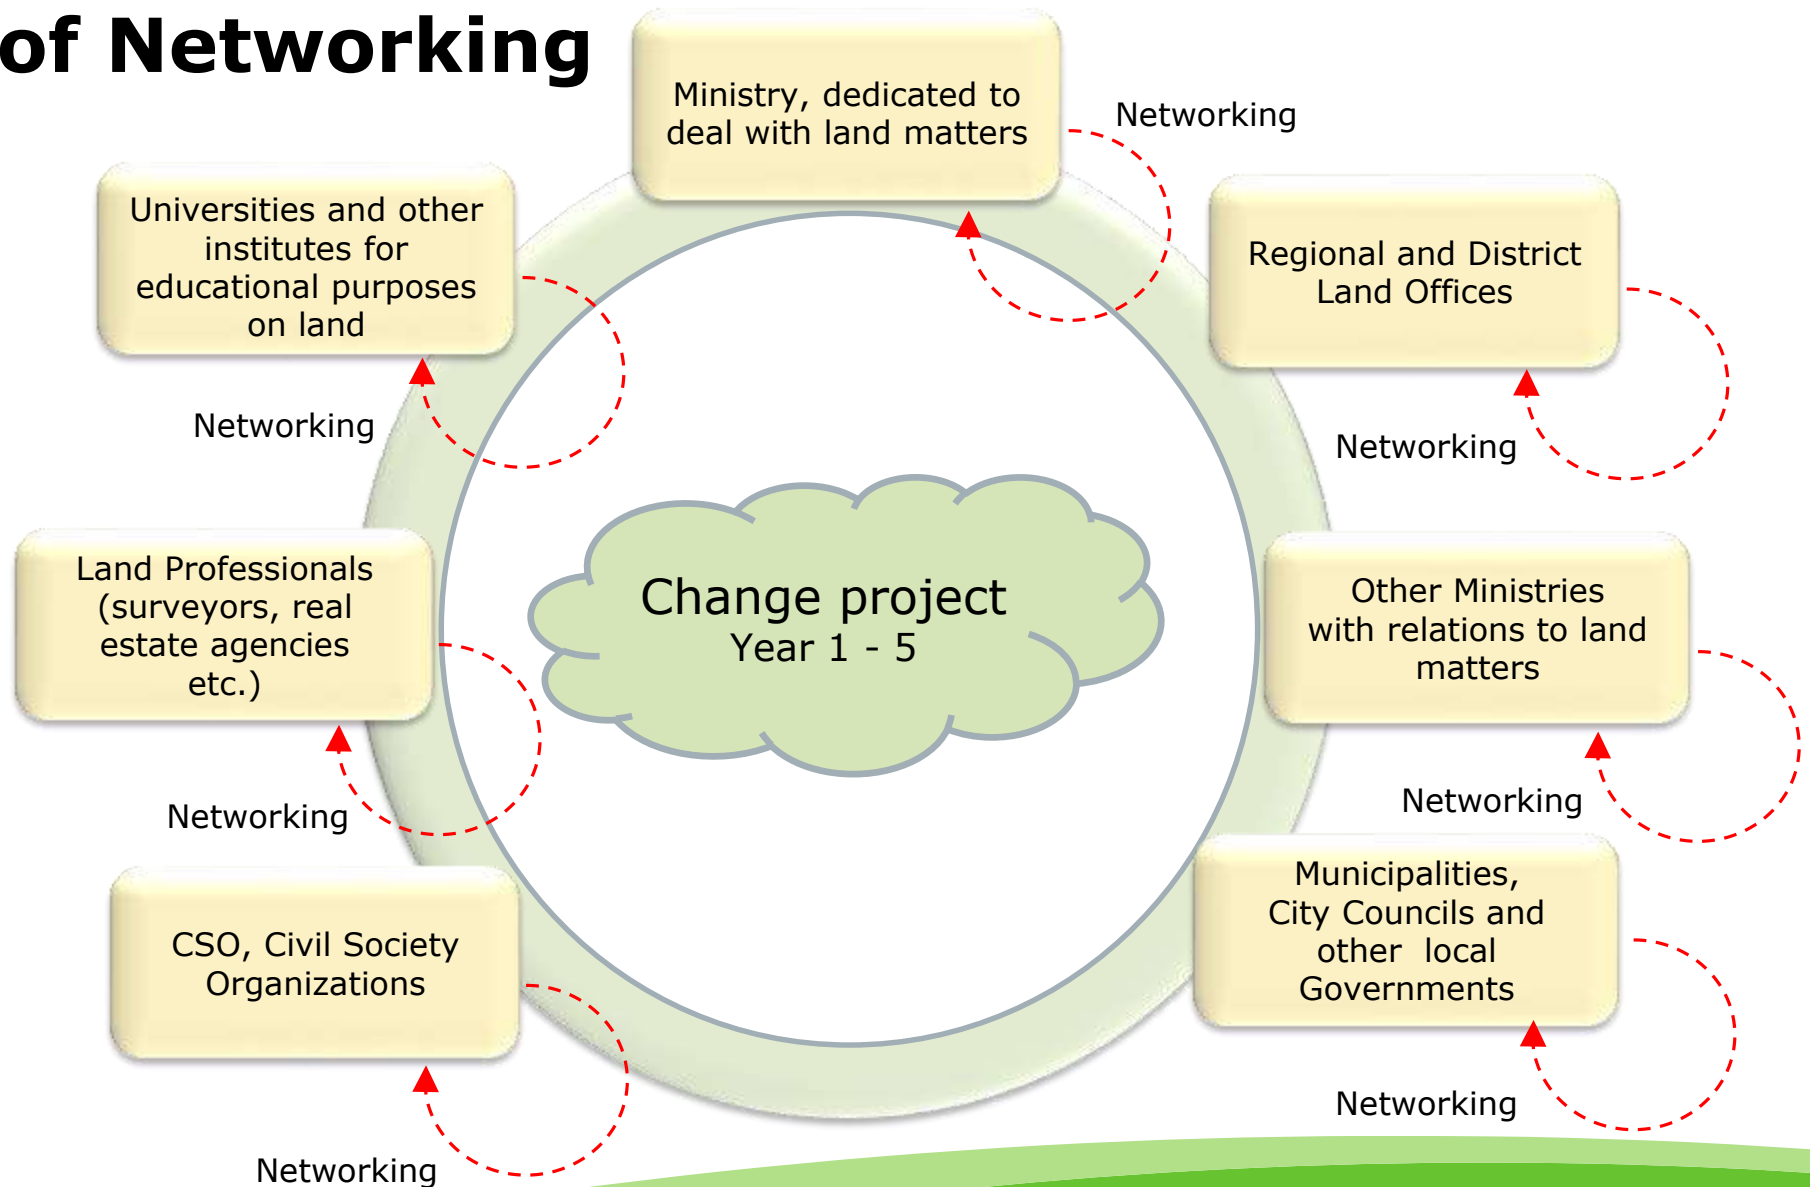 of Networking
Ministry, dedicated to
deal with land matters
Networking
Universities and other
institutes for
educational purposes
on land
Networking
Regional and District
Land Offices
Networking
Land Professionals
(surveyors, real
estate agencies
etc.)
Networking
Change project
Year 1 - 5
Other Ministries
with relations to land
matters
Networking
CSO, Civil Society
Organizations
Networking
Municipalities,
City Councils and
other local
Governments
Networking